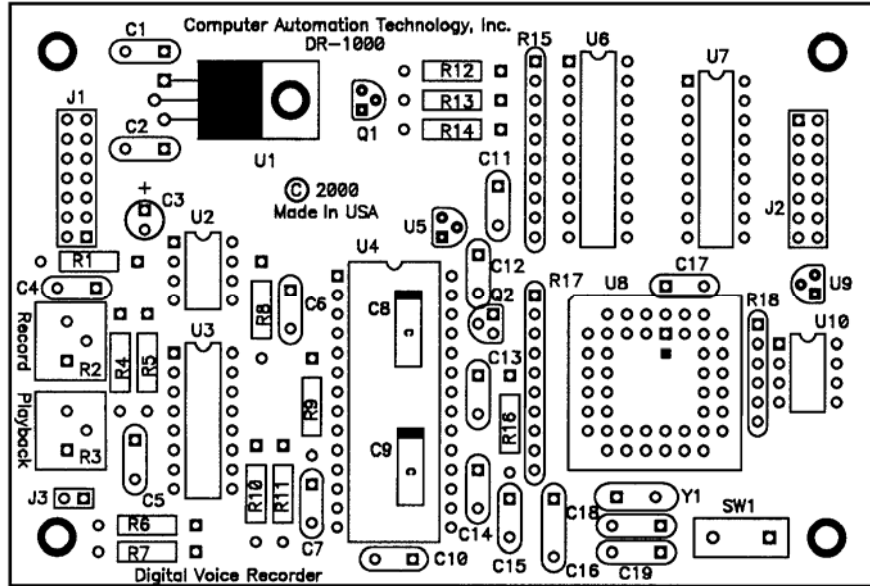 Computer Automation Technology, Inc.
DR-1000
C1
R15
U6
U7
R12
J1
R13
Q1
R14
C2
U1
C11
© 2000
Made In USA
+
C3
U2
U5
J2
U4
R1
C12
C17
C4
R8
C6
C8
c
Q2
R17
U8
U9
R18
U10
Record
R2
R4
R5
U3
C13
Playback
R3
R9
R16
C9
c
J3
C5
R10
R11
C7
C14
C15
C18
Y1
SW1
R6
R7
C10
C16
C19
Digital Voice Recorder